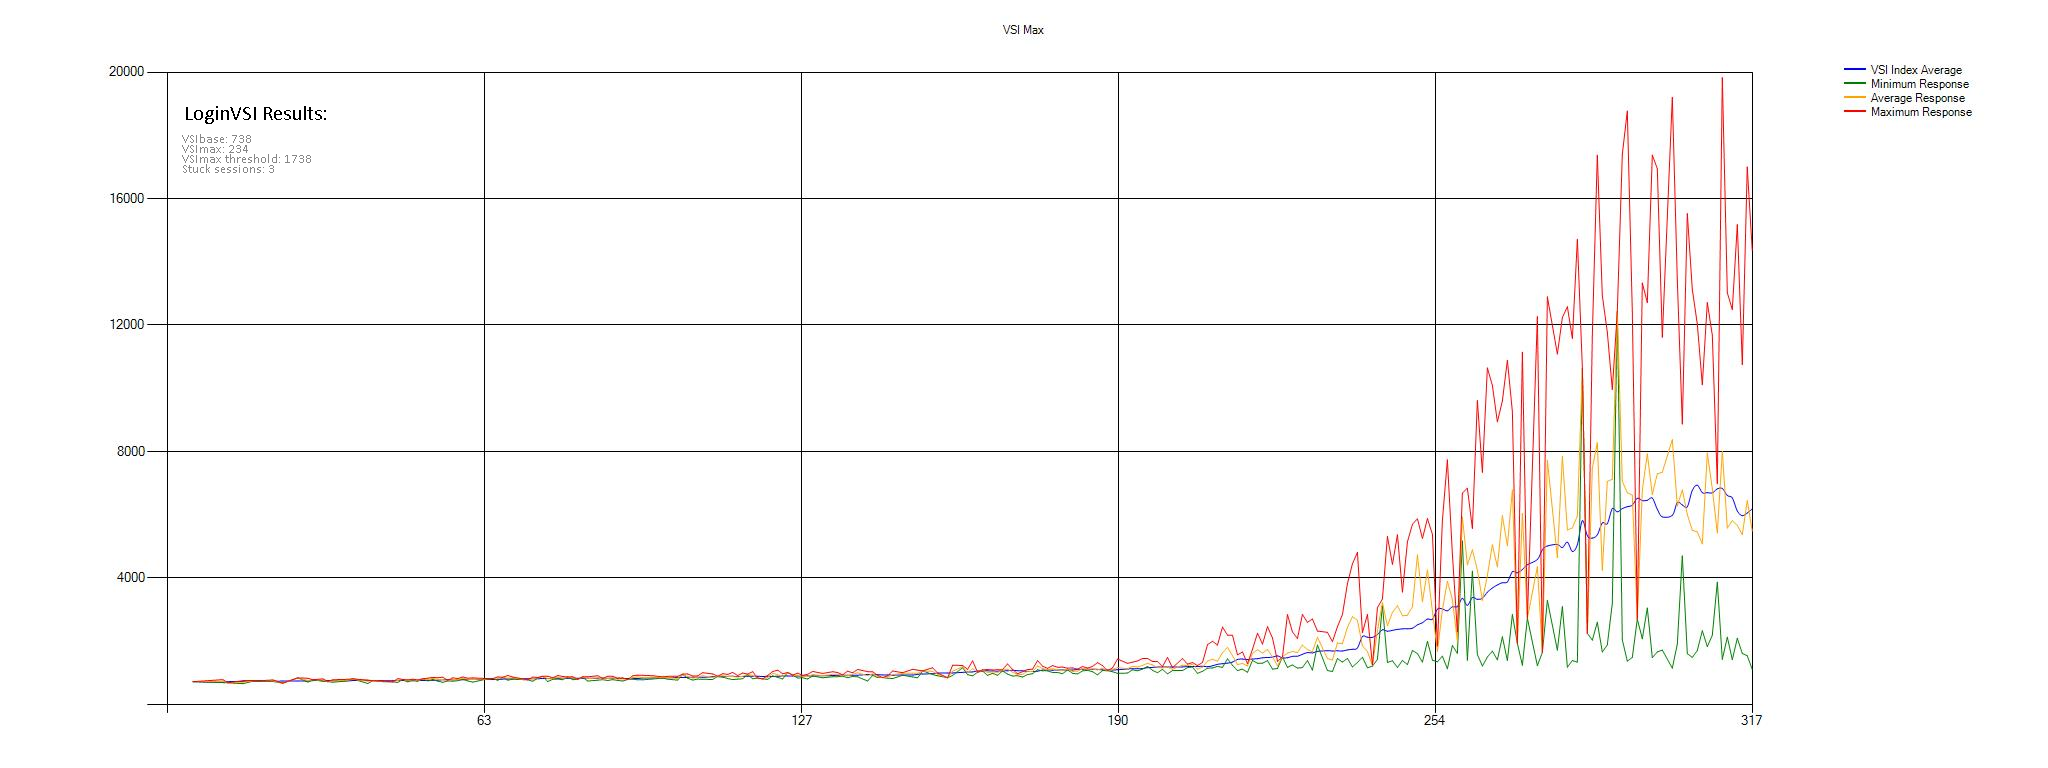 VSI Max
20000
16000
12000
8000
4000
LoginVSI Results:
VSIbase: 738
VSImax: 234
VSImax threshold: 1738
Stuck sessions: 3
VSI Index Average
Minimum Response
Average Response
Maximum Response
63
127
190
254
317